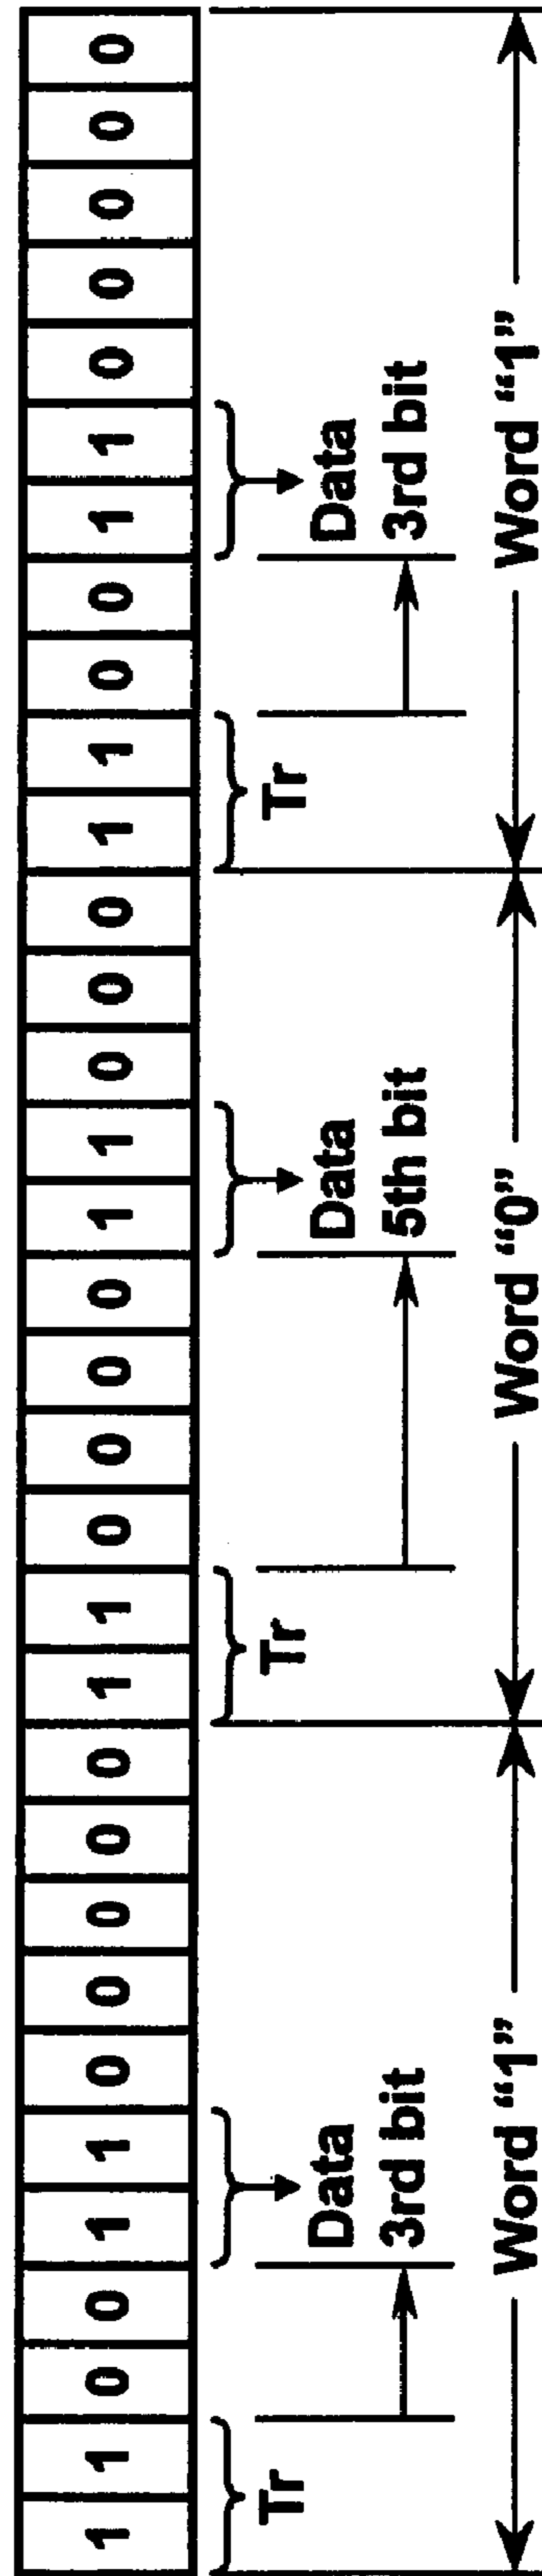 1 1 0 0 1 1 0 0 0 0 0 1 1 0 0 0 0 1 1 0 0 0 1 1 0 0 1 1 0 0 0 0 0
Tr Data Tr Data Tr Data
3rd bit 5th bit 3rd bit
Word “1” Word “0” Word “1”